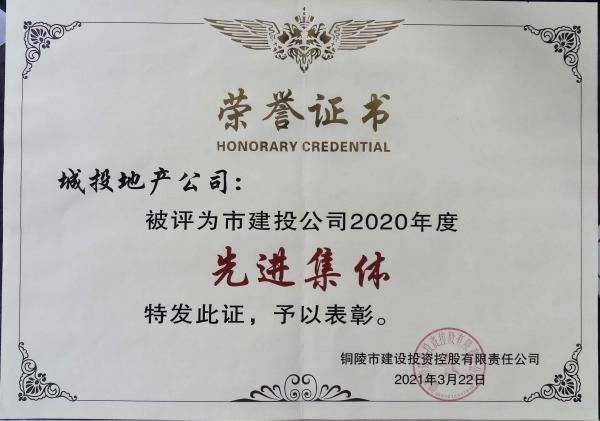 荣誉证书
HONORARY CREDENTIAL
城投地产公司：
被评为市建投公司2020年度
先进集体
特发此证，予以表彰。
铜陵市建设投资控股有限责任公司
2021年3月22日